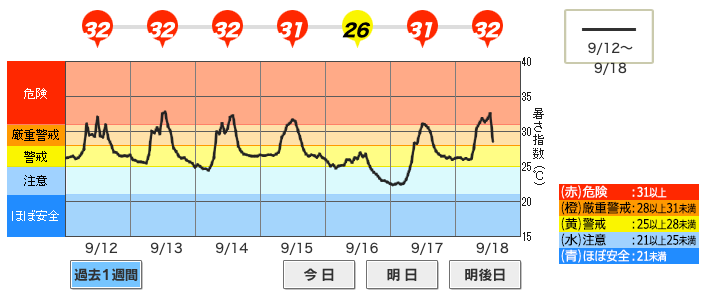 32 32 32 31 26 31 32
9/12～
9/18
危険
厳重警戒
警戒
注意
ほぼ安全
40
35
30
25
20
15
暑さ指数(℃)
9/12 9/13 9/14 9/15 9/16 9/17 9/18
過去1週間 今日 明日 明後日
(赤)危険 :31以上
(橙)厳重警戒:28以上31未満
(黄)警戒 :25以上28未満
(水)注意 :21以上25未満
(青)ほぼ安全:21未満